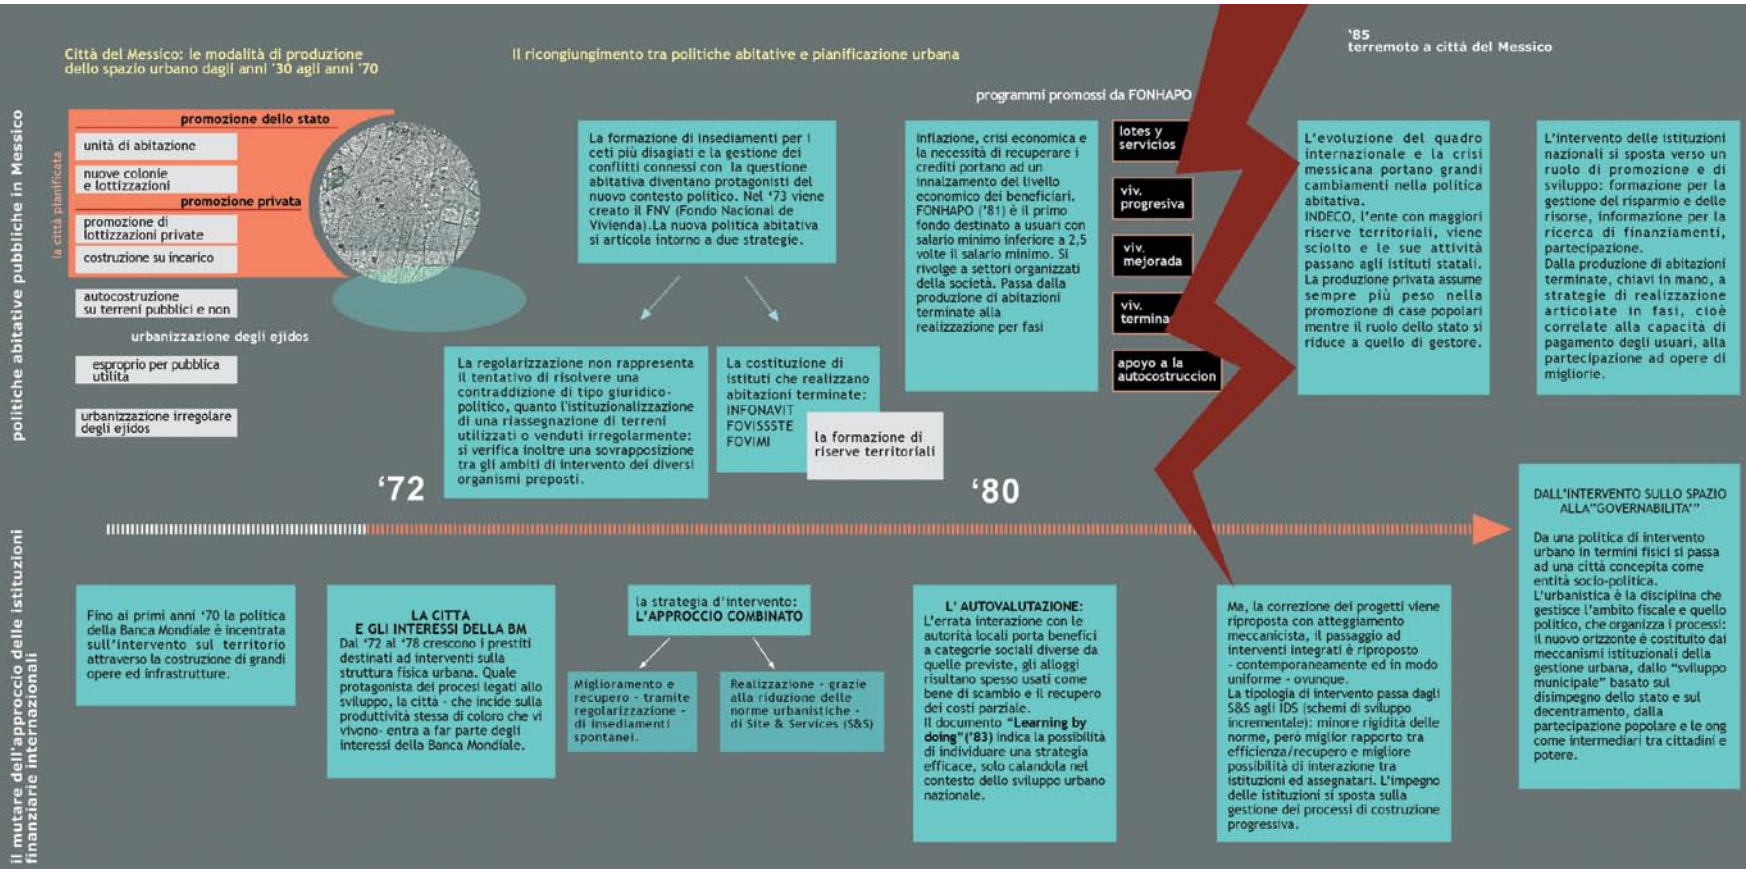 Città del Messico: le modalità di produzione
dello spazio urbano dagli anni '30 agli anni '70
Il ricongiungimento tra politiche abitative e pianificazione urbana
'85
terremoto a città del Messico
politiche abitative pubbliche in Messico
la città pianificata
promozione dello stato
unità di abitazione
nuove colonie
e lottizzazioni
promozione privata
promozione di
lottizzazioni private
costruzione su incarico
autocostruzione
su terreni pubblici e non
urbanizzazione degli ejidos
esproprio per pubblica
utilità
urbanizzazione irregolare
degli ejidos
La formazione di insediamenti per i
ceti più disagiati e la gestione dei
conflitti connessi con la questione
abitativa diventano protagonisti del
nuovo contesto politico. Nel '73 viene
creato il FNV (Fondo Nacional de
Vivienda).La nuova politica abitativa
si articola intorno a due strategie.
La regolarizzazione non rappresenta
il tentativo di risolvere una
contraddizione di tipo giuridico-
politico, quanto l'istituzionalizzazione
di una riassegnazione di terreni
utilizzati o venduti irregolarmente:
si verifica inoltre una sovrapposizione
tra gli ambiti di intervento dei diversi
organismi preposti.
La costituzione di
istituti che realizzano
abitazioni terminate:
INFONAVIT
FOVISSSTE
FOVIMI
la formazione di
riserve territoriali
programmi promossi da FONHAPO
Inflazione, crisi economica e
la necessità di recuperare i
crediti portano ad un
innalzamento del livello
economico dei beneficiari.
FONHAPO ('81) è il primo
fondo destinato a usuari con
salario minimo inferiore a 2,5
volte il salario minimo. Si
rivolge a settori organizzati
della società. Passa dalla
produzione di abitazioni
terminate alla
realizzazione per fasi
lotes y
servicios
viv.
progresiva
viv.
mejorada
viv.
termina
apoyo a la
autocostruccion
L'evoluzione del quadro
internazionale e la crisi
messicana portano grandi
cambiamenti nella politica
abitativa.
INDECO, l'ente con maggiori
riserve territoriali, viene
sciolto e le sue attività
passano agli istituti statali.
La produzione privata assume
sempre più peso nella
promozione di case popolari
mentre il ruolo dello stato si
riduce a quello di gestore.
L'intervento delle istituzioni
nazionali si sposta verso un
ruolo di promozione e di
sviluppo: formazione per la
gestione del risparmio e delle
risorse, informazione per la
ricerca di finanziamenti,
partecipazione.
Dalla produzione di abitazioni
terminate, chiavi in mano, a
strategie di realizzazione
articolate in fasi, cioè
correlate alla capacità di
pagamento degli usuari, alla
partecipazione ad opere di
migliorie.
'72
'80
il mutare dell'approccio delle istituzioni
finanziarie internazionali
Fino ai primi anni '70 la politica
della Banca Mondiale è incentrata
sull'intervento sul territorio
attraverso la costruzione di grandi
opere ed infrastrutture.
LA CITTA
E GLI INTERESSI DELLA BM
Dal '72 al '78 crescono i prestiti
destinati ad interventi sulla
struttura fisica urbana. Quale
protagonista dei procesi legati allo
sviluppo, la città - che incide sulla
produttività stessa di coloro che vi
vivono- entra a far parte degli
interessi della Banca Mondiale.
la strategia d'intervento:
L'APPROCCIO COMBINATO
Miglioramento e
recupero - tramite
regolarizzazione -
di insediamenti
spontanei.
Realizzazione - grazie
alla riduzione delle
norme urbanistiche -
di Site & Services (S&S)
L' AUTOVALUTAZIONE:
L'errata interazione con le
autorità locali porta benefici
a categorie sociali diverse da
quelle previste, gli alloggi
risultano spesso usati come
bene di scambio e il recupero
dei costi parziale.
Il documento "Learning by
doing"('83) indica la possibilità
di individuare una strategia
efficace, solo calandola nel
contesto dello sviluppo urbano
nazionale.
Ma, la correzione dei progetti viene
riproposta con atteggiamento
meccanicista, il passaggio ad
interventi integrati è riproposto
- contemporaneamente ed in modo
uniforme - ovunque.
La tipologia di intervento passa dagli
S&S agli IDS (schemi di sviluppo
incrementale): minore rigidità delle
norme, però miglior rapporto tra
efficienza/recupero e migliore
possibilità di interazione tra
istituzioni ed assegnatari. L'impegno
delle istituzioni si sposta sulla
gestione dei processi di costruzione
progressiva.
DALL'INTERVENTO SULLO SPAZIO
ALLA"GOVERNABILITA'"
Da una politica di intervento
urbano in termini fisici si passa
ad una città concepita come
entità socio-politica.
L'urbanistica è la disciplina che
gestisce l'ambito fiscale e quello
politico, che organizza i processi:
il nuovo orizzonte è costituito dai
meccanismi istituzionali della
gestione urbana, dallo "sviluppo
municipale" basato sul
disimpegno dello stato e sul
decentramento, dalla
partecipazione popolare e le ong
come intermediari tra cittadini e
potere.